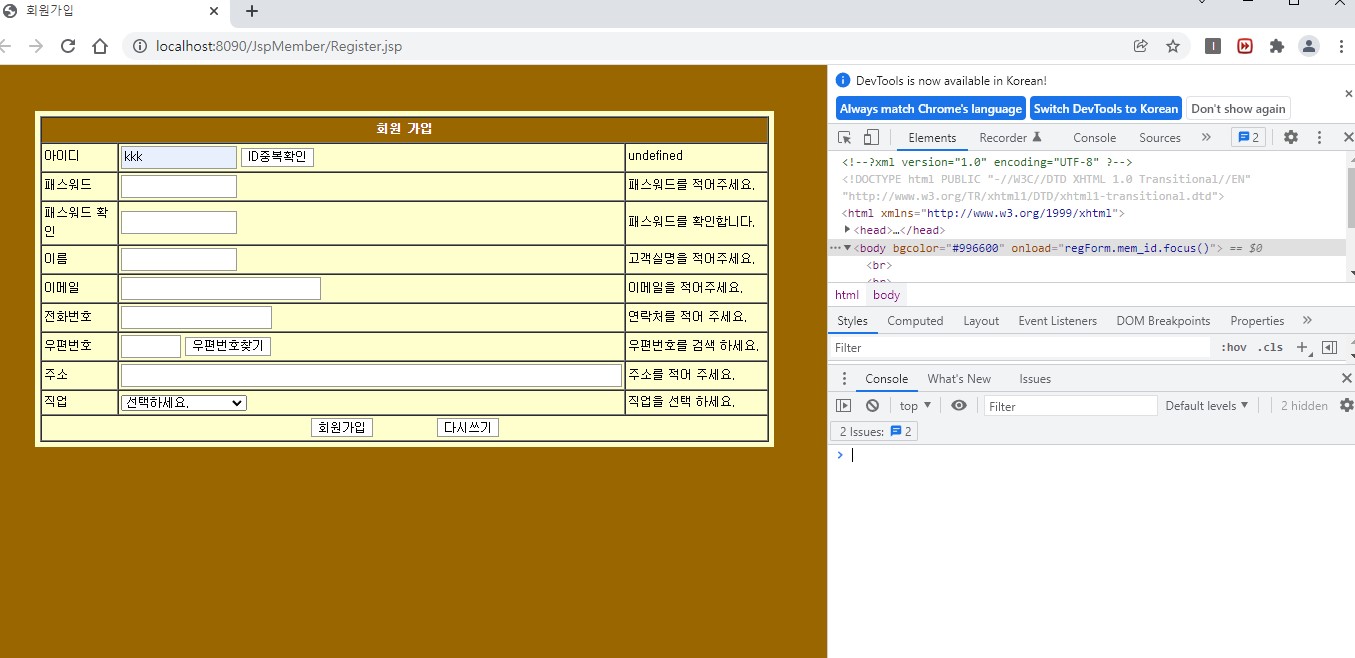 회원가입
localhost:8090/JspMember/Register.jsp
회원 가입
아이디 kkk ID중복확인 undefined
패스워드 패스워드를 적어주세요.
패스워드 확인 패스워드를 확인합니다.
이름 고객실명을 적어주세요.
이메일 이메일을 적어주세요.
전화번호 연락처를 적어 주세요.
우편번호 우편번호찾기 우편번호를 검색 하세요.
주소 주소를 적어 주세요.
직업 선택하세요. 직업을 선택 하세요.
회원가입 다시쓰기
DevTools is now available in Korean!
Always match Chrome's language Switch DevTools to Korean Don't show again
Elements Recorder Console Sources 2
<!--?xml version="1.0" encoding="UTF-8" ?-->
<!DOCTYPE html PUBLIC "-//W3C//DTD XHTML 1.0 Transitional//EN"
"http://www.w3.org/TR/xhtml1/DTD/xhtml1-transitional.dtd">
<html xmlns="http://www.w3.org/1999/xhtml">
<head>…</head>
<body bgcolor="#996600" onload="regForm.mem_id.focus()"> == $0
<br>
<br>
html body
Styles Computed Layout Event Listeners DOM Breakpoints Properties
Filter :hov .cls
Console What's New Issues
top Filter Default levels 2 hidden
2 Issues: 2